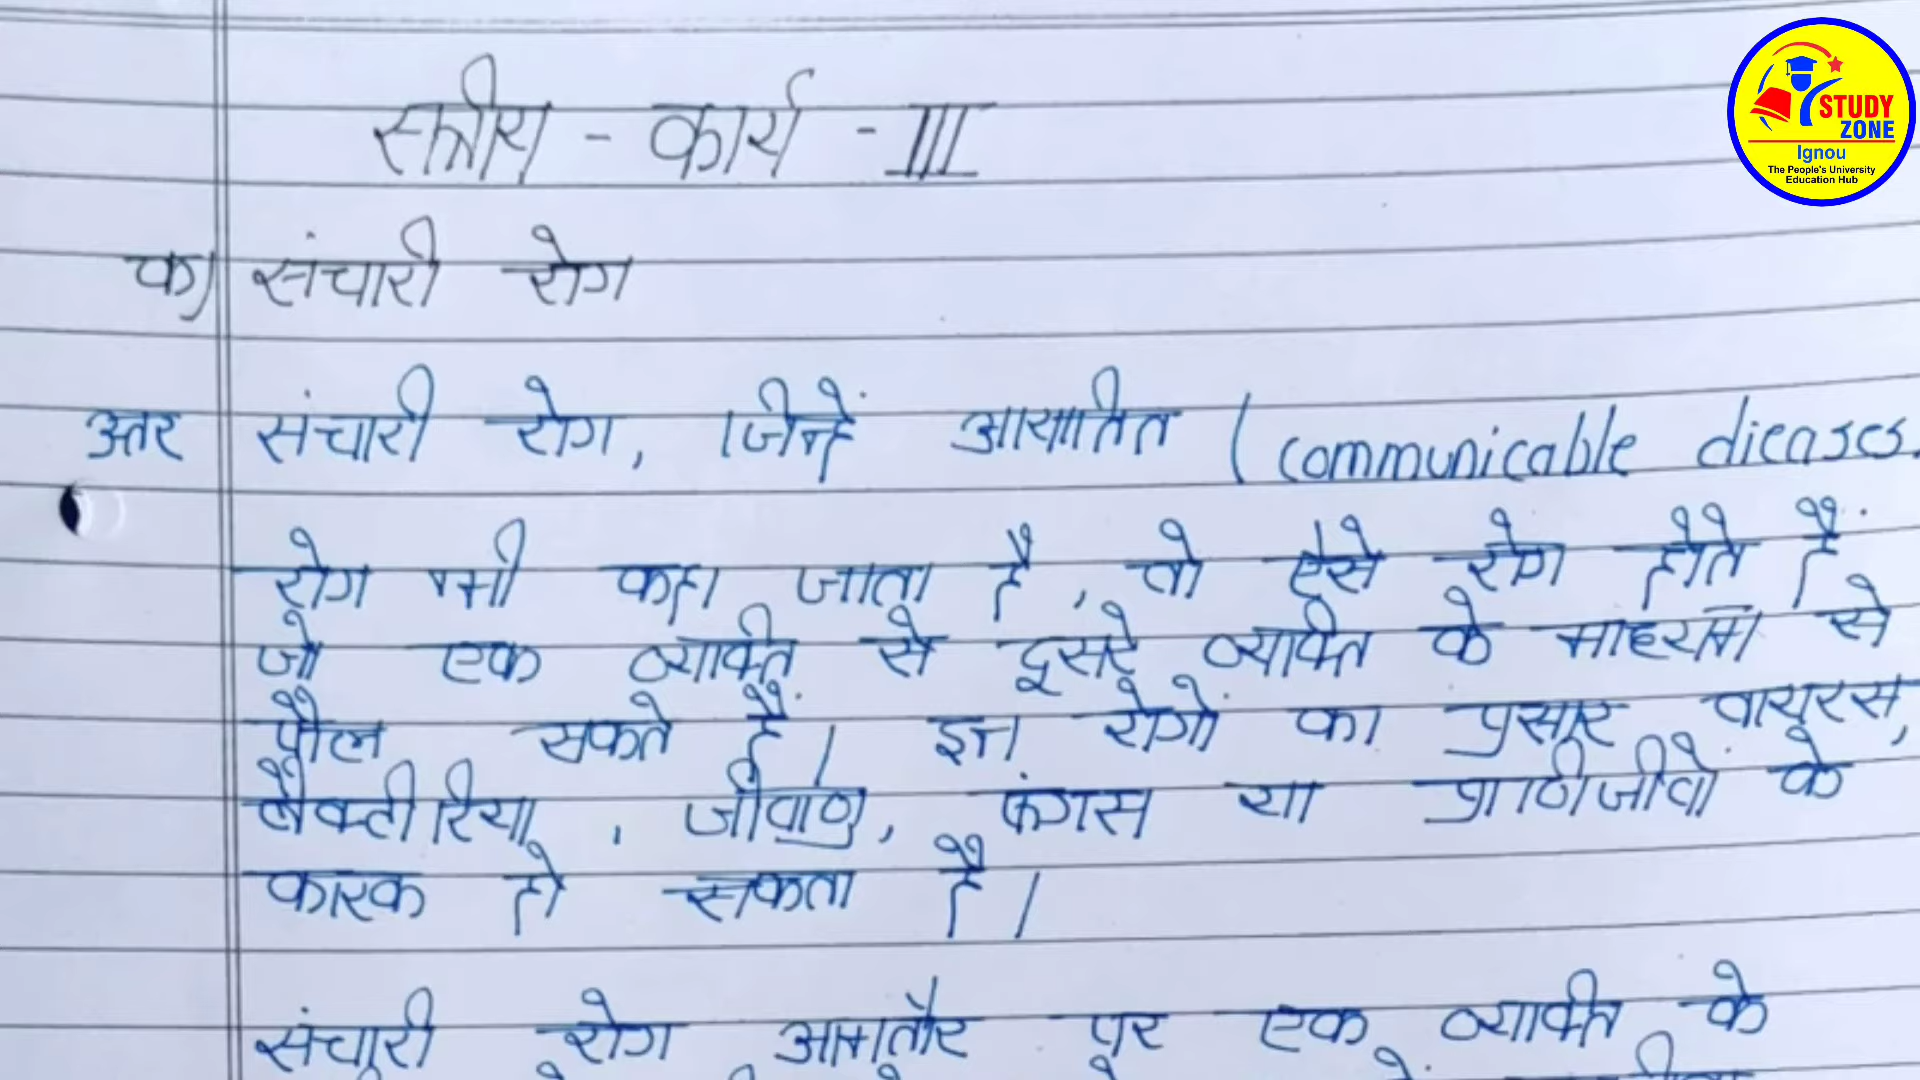 सत्रीय - कार्य - III
क) संचारी रोग
उत्तर संचारी रोग, जिन्हें आयातित (communicable dieases.
रोग भी कहा जाता है, वो ऐसे रोग होते हैं
जो एक व्यक्ति से दूसरे व्यक्ति के माध्यम से
फैल सकते हैं। इन रोगों का प्रसार वायरस,
बैक्टीरिया, जीवाणु, फंगस या प्राणिजीवों के
कारक हो सकता है।
संचारी रोग आमतौर पर एक व्यक्ति के
STUDY
ZONE
Ignou
The People's University
Education Hub